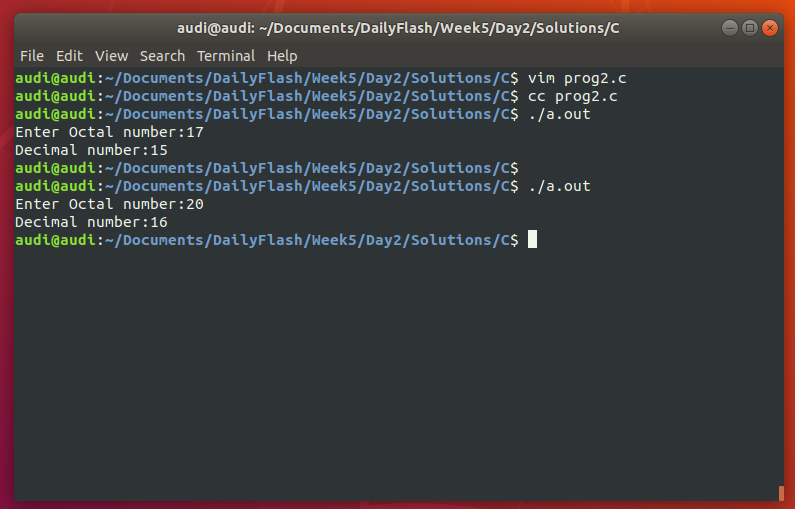 audi@audi: ~/Documents/DailyFlash/Week5/Day2/Solutions/C
File Edit View Search Terminal Help
audi@audi:~/Documents/DailyFlash/Week5/Day2/Solutions/C$ vim prog2.c
audi@audi:~/Documents/DailyFlash/Week5/Day2/Solutions/C$ cc prog2.c
audi@audi:~/Documents/DailyFlash/Week5/Day2/Solutions/C$ ./a.out
Enter Octal number:17
Decimal number:15
audi@audi:~/Documents/DailyFlash/Week5/Day2/Solutions/C$
audi@audi:~/Documents/DailyFlash/Week5/Day2/Solutions/C$ ./a.out
Enter Octal number:20
Decimal number:16
audi@audi:~/Documents/DailyFlash/Week5/Day2/Solutions/C$